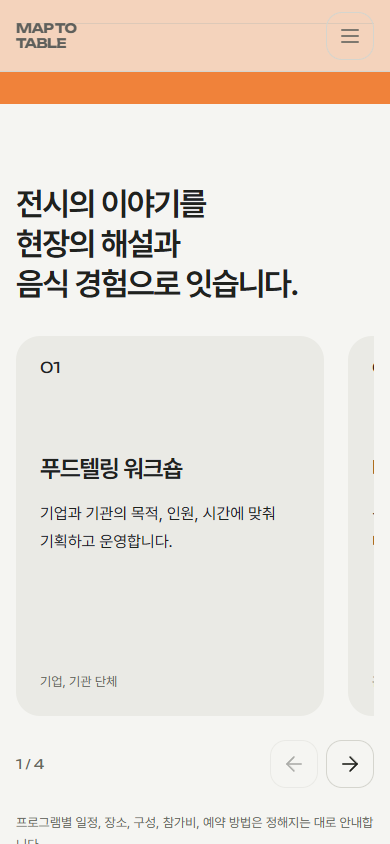 MAP TO
TABLE
전시의 이야기를
현장의 해설과
음식 경험으로 잇습니다.
01
푸드텔링 워크숍
기업과 기관의 목적, 인원, 시간에 맞춰
기획하고 운영합니다.
기업, 기관 단체
1 / 4
프로그램별 일정, 장소, 구성, 참가비, 예약 방법은 정해지는 대로 안내합
니다.